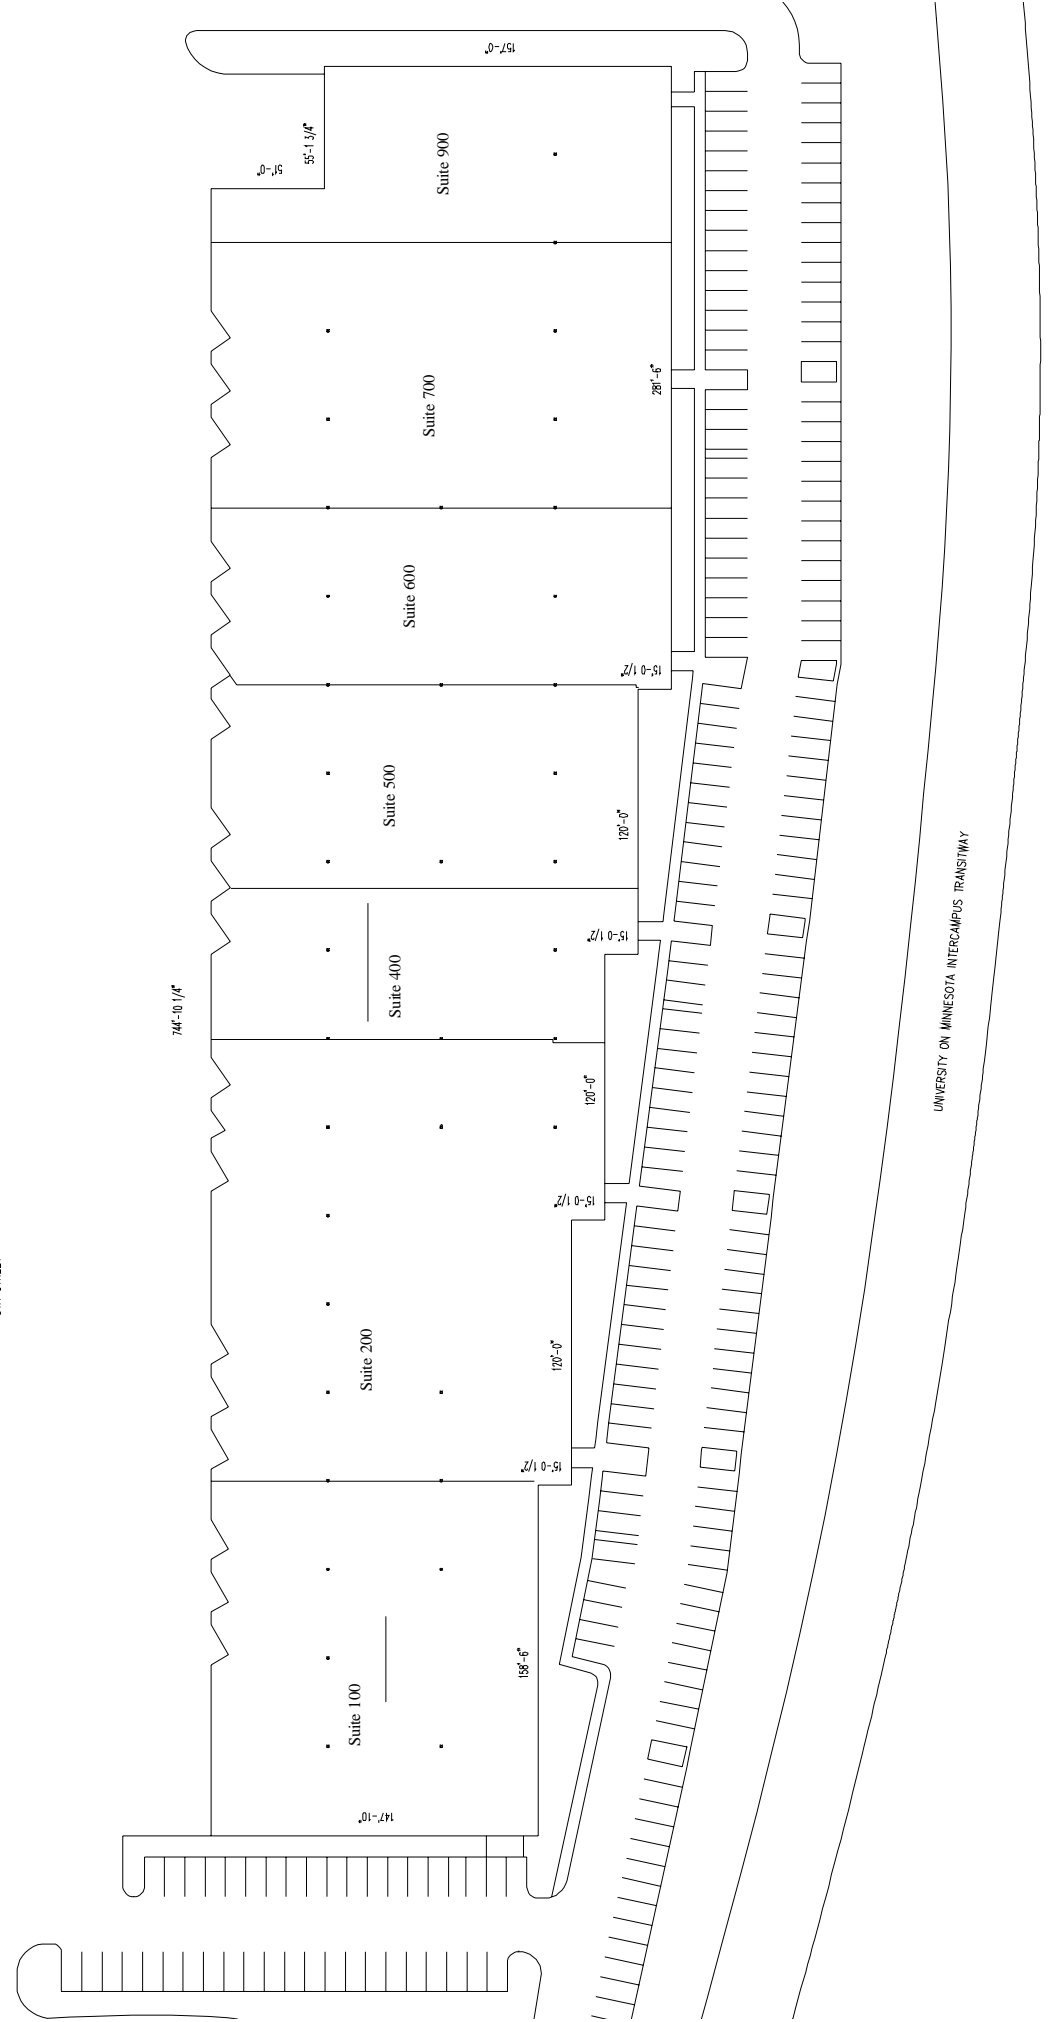 157'-0"
55'-1 3/4"
51'-0"
Suite 900
Suite 700
281'-6"
Suite 600
15'-0 1/2"
Suite 500
120'-0"
15'-0 1/2"
Suite 400
744'-10 1/4"
UNIVERSITY ON MINNESOTA INTERCAMPUS TRANSITWAY
120'-0"
15'-0 1/2"
Suite 200
120'-0"
15'-0 1/2"
158'-6"
Suite 100
147'-10"